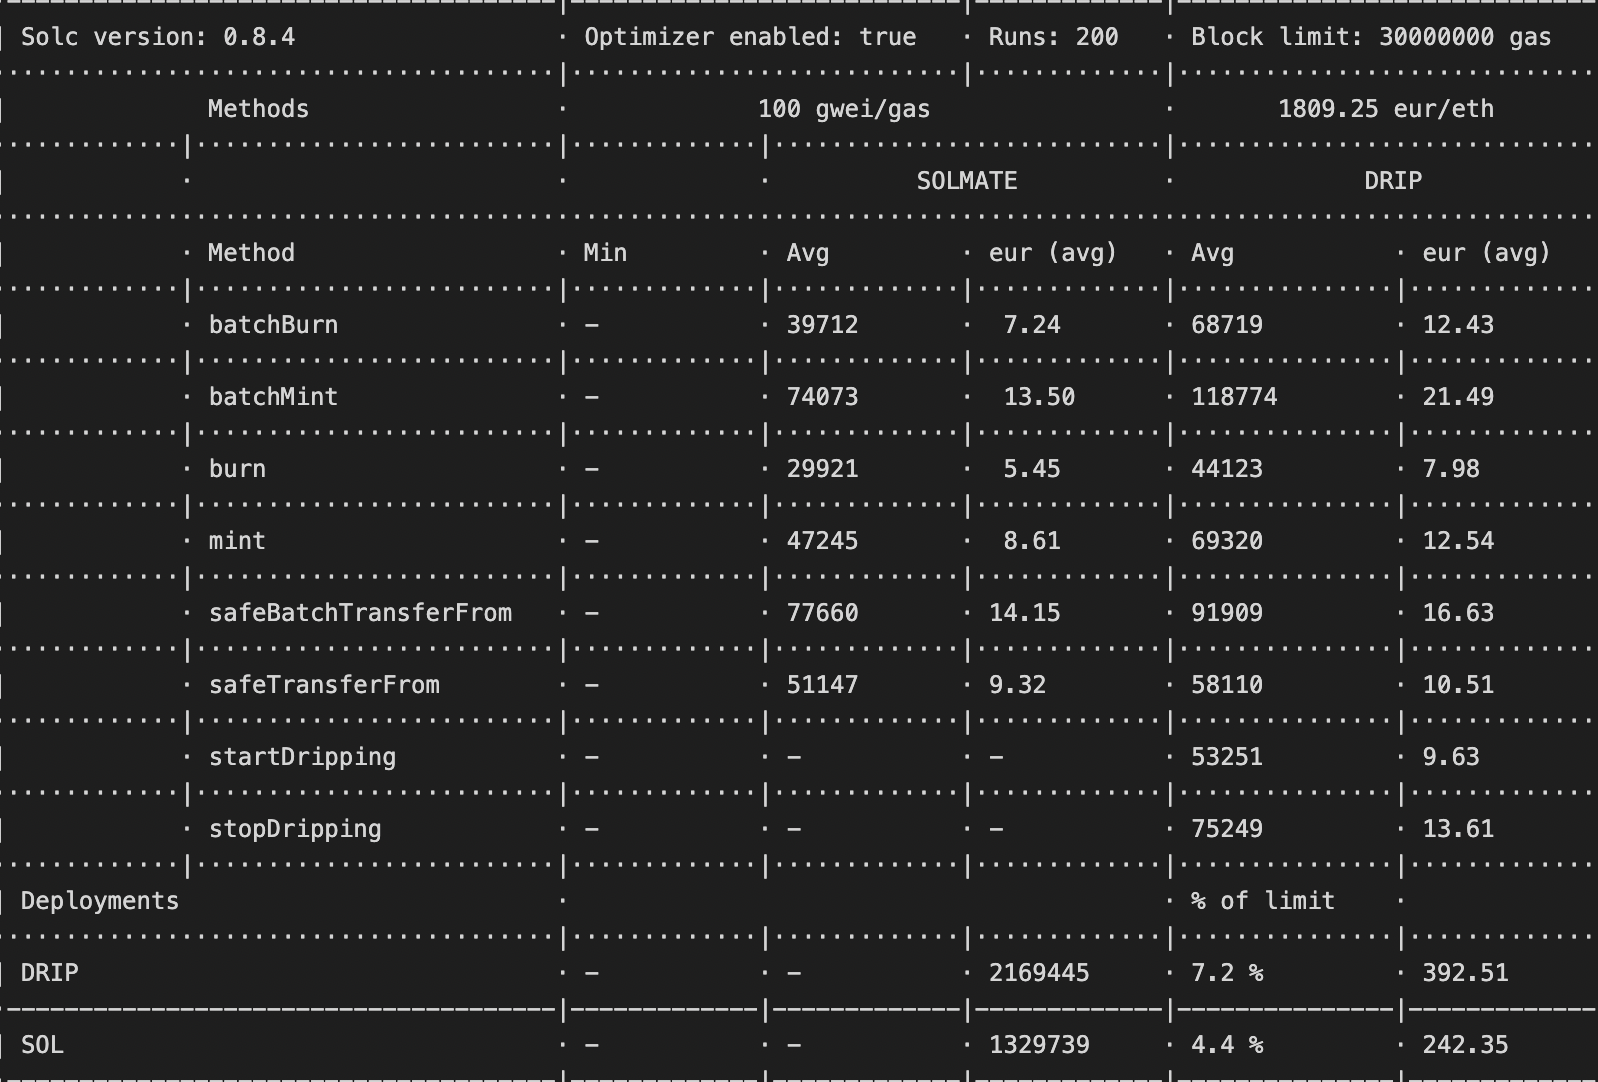 Solc version: 0.8.4 · Optimizer enabled: true · Runs: 200 · Block limit: 30000000 gas
Methods · 100 gwei/gas · 1809.25 eur/eth
· · · SOLMATE · DRIP
· Method · Min · Avg · eur (avg) · Avg · eur (avg)
· batchBurn · – · 39712 · 7.24 · 68719 · 12.43
· batchMint · – · 74073 · 13.50 · 118774 · 21.49
· burn · – · 29921 · 5.45 · 44123 · 7.98
· mint · – · 47245 · 8.61 · 69320 · 12.54
· safeBatchTransferFrom · – · 77660 · 14.15 · 91909 · 16.63
· safeTransferFrom · – · 51147 · 9.32 · 58110 · 10.51
· startDripping · – · – · – · 53251 · 9.63
· stopDripping · – · – · – · 75249 · 13.61
Deployments · · % of limit ·
DRIP · – · – · 2169445 · 7.2 % · 392.51
SOL · – · – · 1329739 · 4.4 % · 242.35